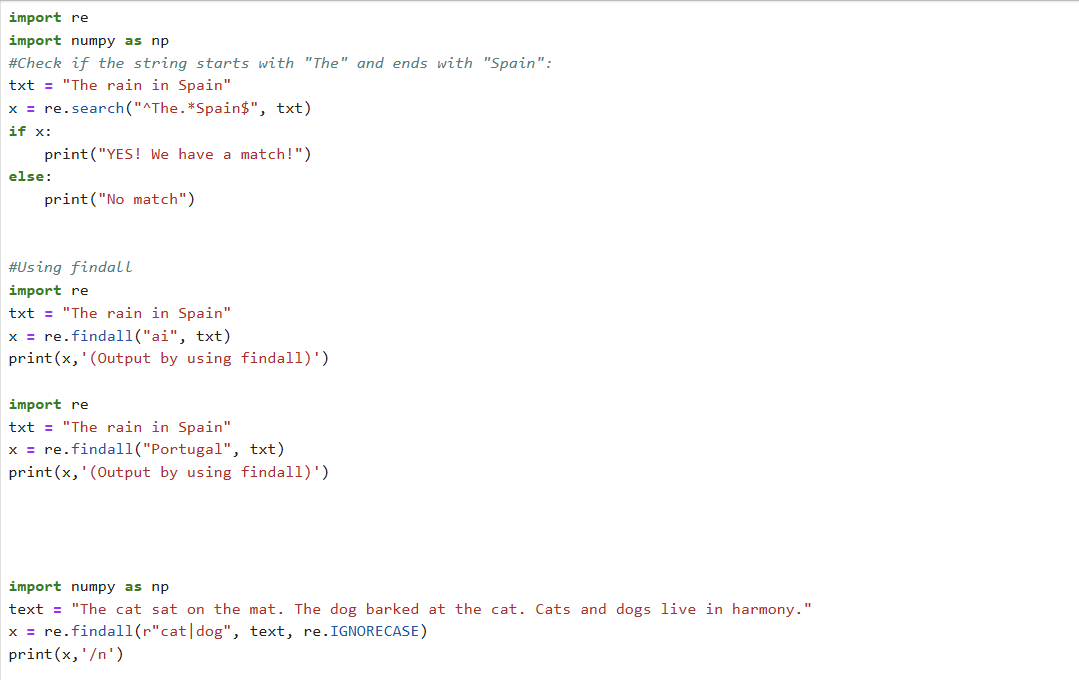 import re
import numpy as np
#Check if the string starts with "The" and ends with "Spain":
txt = "The rain in Spain"
x = re.search("^The.*Spain$", txt)
if x:
    print("YES! We have a match!")
else:
    print("No match")
#Using findall
import re
txt = "The rain in Spain"
x = re.findall("ai", txt)
print(x,'(Output by using findall)')
import re
txt = "The rain in Spain"
x = re.findall("Portugal", txt)
print(x,'(Output by using findall)')
import numpy as np
text = "The cat sat on the mat. The dog barked at the cat. Cats and dogs live in harmony."
x = re.findall(r"cat|dog", text, re.IGNORECASE)
print(x,'/n')